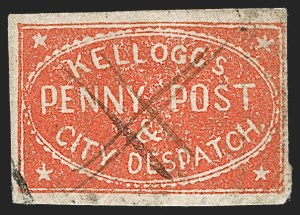 KELLOGG'S
PENNY POST
&
CITY DESPATCH